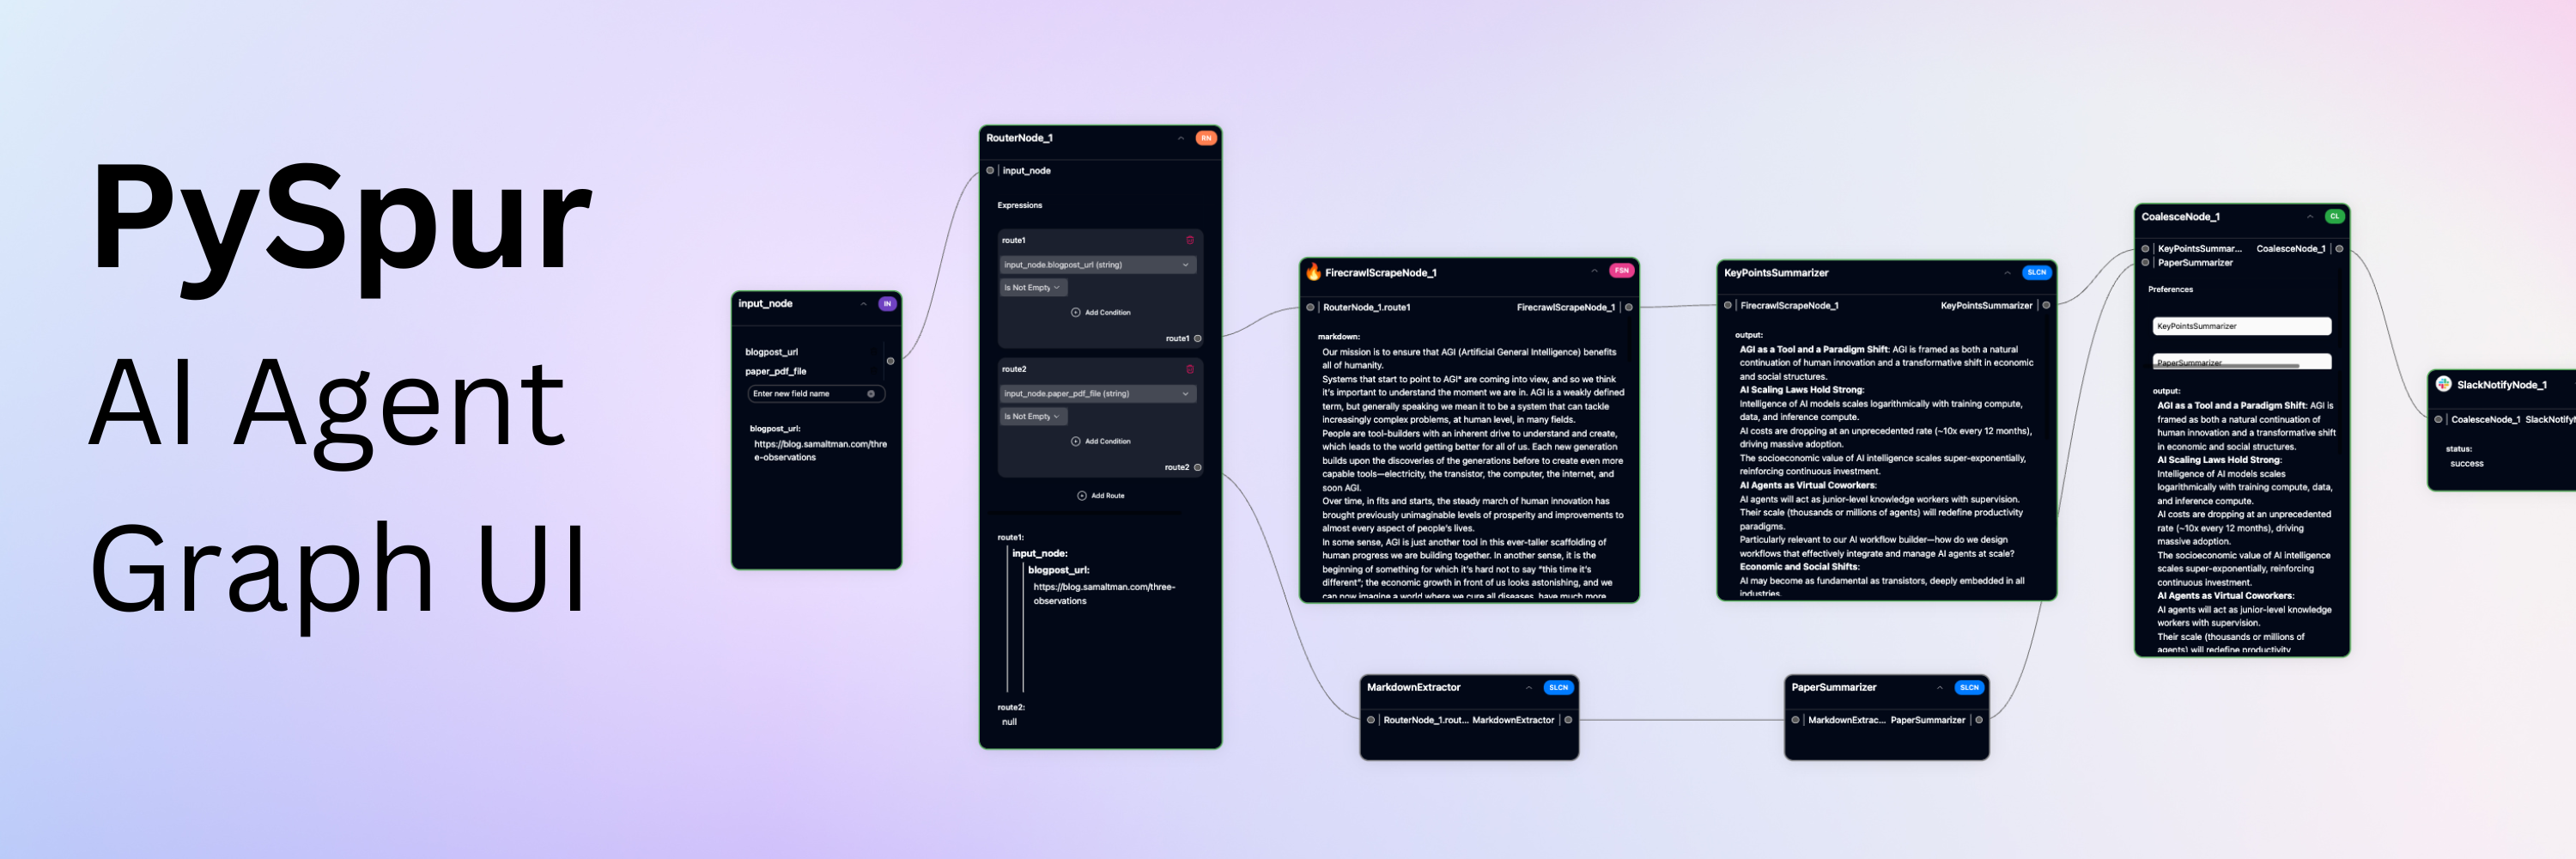 PySpur
AI Agent
Graph UI
input_node
IN
blogpost_url
paper_pdf_file
Enter new field name
blogpost_url:
https://blog.samaltman.com/thre
e-observations
RouterNode_1
RN
input_node
Expressions
route1
input_node.blogpost_url (string)
Is Not Empty
Add Condition
route1
route2
input_node.paper_pdf_file (string)
Is Not Empty
Add Condition
route2
Add Route
route1:
input_node:
blogpost_url:
https://blog.samaltman.com/three-
observations
route2:
null
FirecrawlScrapeNode_1
FSN
RouterNode_1.route1
FirecrawlScrapeNode_1
markdown:
Our mission is to ensure that AGI (Artificial General Intelligence) benefits
all of humanity.
Systems that start to point to AGI* are coming into view, and so we think
it's important to understand the moment we are in. AGI is a weakly defined
term, but generally speaking we mean it to be a system that can tackle
increasingly complex problems, at human level, in many fields.
People are tool-builders with an inherent drive to understand and create,
which leads to the world getting better for all of us. Each new generation
builds upon the discoveries of the generations before to create even more
capable tools—electricity, the transistor, the computer, the internet, and
soon AGI.
Over time, in fits and starts, the steady march of human innovation has
brought previously unimaginable levels of prosperity and improvements to
almost every aspect of people's lives.
In some sense, AGI is just another tool in this ever-taller scaffolding of
human progress we are building together. In another sense, it is the
beginning of something for which it's hard not to say "this time it's
different"; the economic growth in front of us looks astonishing, and we
can now imagine a world where we cure all diseases, have much more
MarkdownExtractor
SLCN
RouterNode_1.rout...
MarkdownExtractor
KeyPointsSummarizer
SLCN
FirecrawlScrapeNode_1
KeyPointsSummarizer
output:
AGI as a Tool and a Paradigm Shift: AGI is framed as both a natural
continuation of human innovation and a transformative shift in economic
and social structures.
AI Scaling Laws Hold Strong:
Intelligence of AI models scales logarithmically with training compute,
data, and inference compute.
AI costs are dropping at an unprecedented rate (~10x every 12 months),
driving massive adoption.
The socioeconomic value of AI intelligence scales super-exponentially,
reinforcing continuous investment.
AI Agents as Virtual Coworkers:
AI agents will act as junior-level knowledge workers with supervision.
Their scale (thousands or millions of agents) will redefine productivity
paradigms.
Particularly relevant to our AI workflow builder—how do we design
workflows that effectively integrate and manage AI agents at scale?
Economic and Social Shifts:
AI may become as fundamental as transistors, deeply embedded in all
industries.
PaperSummarizer
SLCN
MarkdownExtrac...
PaperSummarizer
CoalesceNode_1
CL
KeyPointsSummar...
CoalesceNode_1
PaperSummarizer
Preferences
KeyPointsSummarizer
PaperSummarizer
output:
AGI as a Tool and a Paradigm Shift: AGI is
framed as both a natural continuation of
human innovation and a transformative shift
in economic and social structures.
AI Scaling Laws Hold Strong:
Intelligence of AI models scales
logarithmically with training compute, data,
and inference compute.
AI costs are dropping at an unprecedented
rate (~10x every 12 months), driving
massive adoption.
The socioeconomic value of AI intelligence
scales super-exponentially, reinforcing
continuous investment.
AI Agents as Virtual Coworkers:
AI agents will act as junior-level knowledge
workers with supervision.
Their scale (thousands or millions of
agents) will redefine productivity
SlackNotifyNode_1
CoalesceNode_1
SlackNotify
status:
success